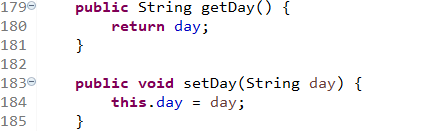 179 public String getDay() {
180 return day;
181 }
182
183 public void setDay(String day) {
184 this.day = day;
185 }